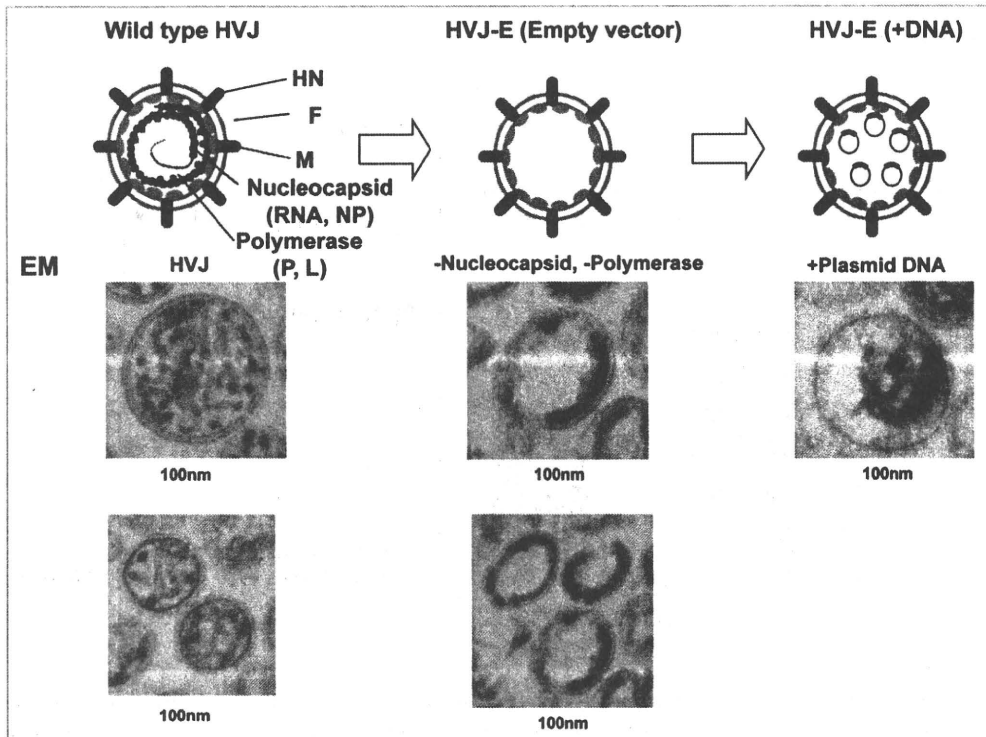 Wild type HVJ
HVJ-E (Empty vector)
HVJ-E (+DNA)
HN
F
M
Nucleocapsid
(RNA, NP)
Polymerase
(P, L)
EM
HVJ
-Nucleocapsid, -Polymerase
+Plasmid DNA
100nm
100nm
100nm
100nm
100nm